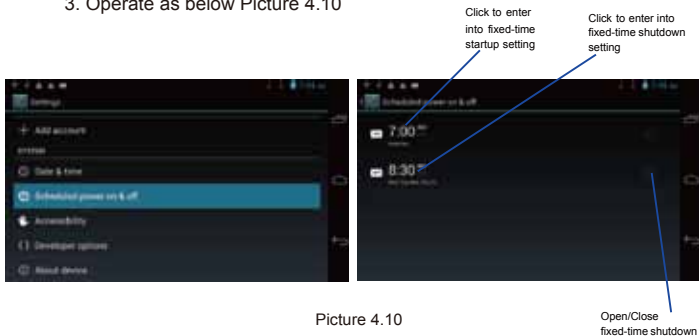 3. Operate as below Picture 4.10
Click to enter
into fixed-time
startup setting
Click to enter into
fixed-time shutdown
setting
Settings
+ Add account
SYSTEM
Date & time
Scheduled power on & off
Accessibility
{ } Developer options
About device
Scheduled power on & off
7:00
8:30
Picture 4.10
Open/Close
fixed-time shutdown